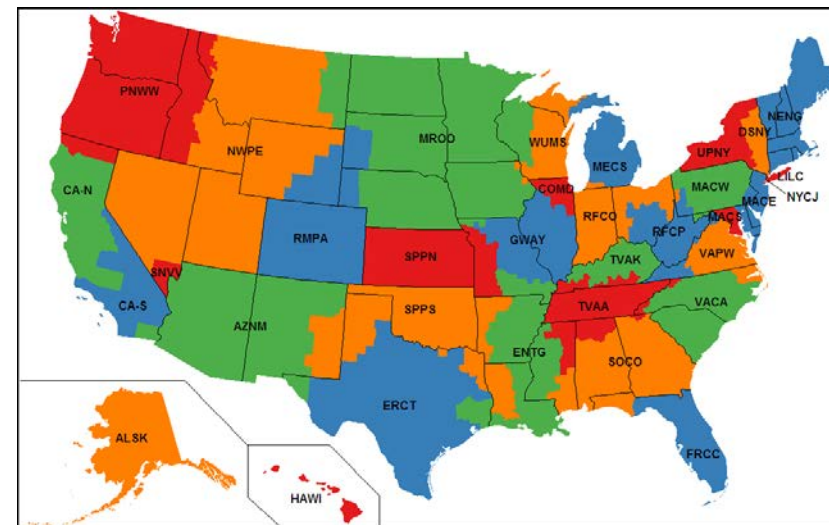 PNWW
NENG
DSNY
MROO
WUMS
UPNY
NWPE
MECS
LILC
CA-N
COMD
MACW
NYCJ
MACE
RFCO
MACS
RMPA
GWAY
RFCP
SPPN
VAPW
TVAK
SNVV
CA-S
SPPS
TVAA
VACA
AZNM
ENTG
SOCO
ERCT
ALSK
FRCC
HAWI